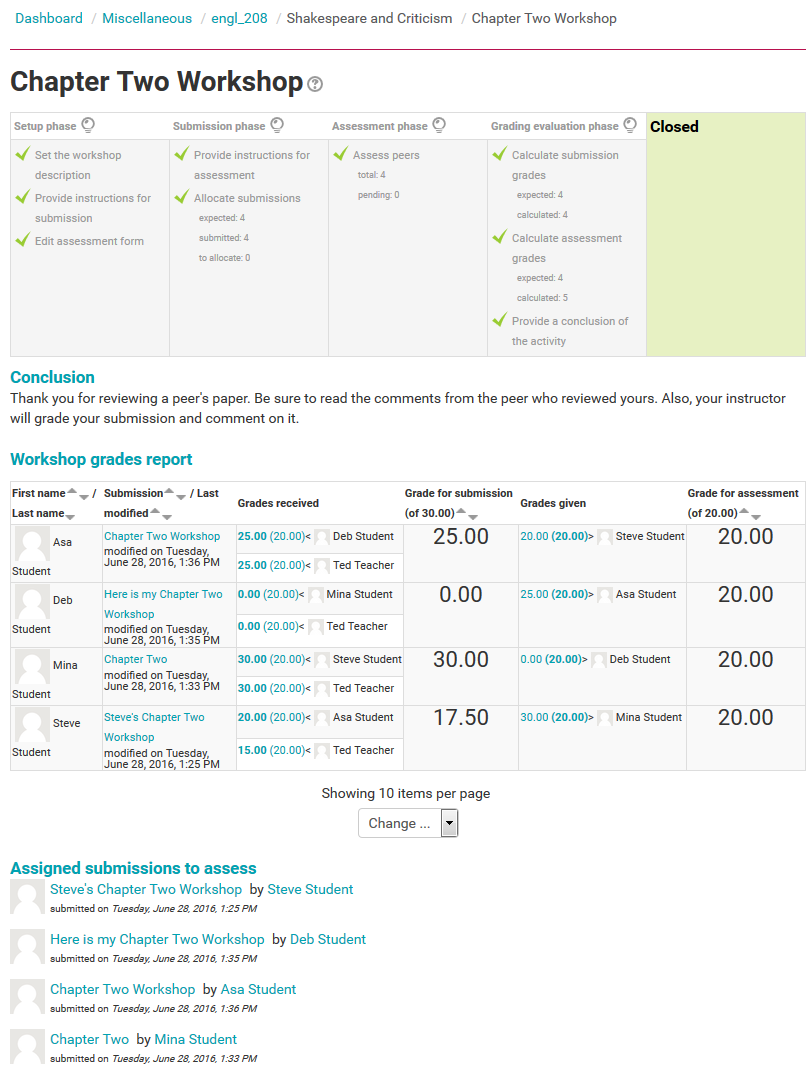 Dashboard / Miscellaneous / engl_208 / Shakespeare and Criticism / Chapter Two Workshop
Chapter Two Workshop
Setup phase
Set the workshop
description
Provide instructions for
submission
Edit assessment form
Submission phase
Provide instructions for
assessment
Allocate submissions
expected: 4
submitted: 4
to allocate: 0
Assessment phase
Assess peers
total: 4
pending: 0
Grading evaluation phase
Calculate submission
grades
expected: 4
calculated: 4
Calculate assessment
grades
expected: 4
calculated: 5
Provide a conclusion of
the activity
Closed
Conclusion
Thank you for reviewing a peer's paper. Be sure to read the comments from the peer who reviewed yours. Also, your instructor
will grade your submission and comment on it.
Workshop grades report
First name / Last name
Submission / Last modified
Grades received
Grade for submission (of 30.00)
Grades given
Grade for assessment (of 20.00)
Asa
Student
Chapter Two Workshop
modified on Tuesday,
June 28, 2016, 1:36 PM
25.00 (20.00)< Deb Student
25.00 (20.00)< Ted Teacher
25.00
20.00 (20.00)> Steve Student
20.00
Deb
Student
Here is my Chapter Two
Workshop
modified on Tuesday,
June 28, 2016, 1:35 PM
0.00 (20.00)< Mina Student
0.00 (20.00)< Ted Teacher
0.00
25.00 (20.00)> Asa Student
20.00
Mina
Student
Chapter Two
modified on Tuesday,
June 28, 2016, 1:33 PM
30.00 (20.00)< Steve Student
30.00 (20.00)< Ted Teacher
30.00
0.00 (20.00)> Deb Student
20.00
Steve
Student
Steve's Chapter Two
Workshop
modified on Tuesday,
June 28, 2016, 1:25 PM
20.00 (20.00)< Asa Student
15.00 (20.00)< Ted Teacher
17.50
30.00 (20.00)> Mina Student
20.00
Showing 10 items per page
Change ...
Assigned submissions to assess
Steve's Chapter Two Workshop by Steve Student
submitted on Tuesday, June 28, 2016, 1:25 PM
Here is my Chapter Two Workshop by Deb Student
submitted on Tuesday, June 28, 2016, 1:35 PM
Chapter Two Workshop by Asa Student
submitted on Tuesday, June 28, 2016, 1:36 PM
Chapter Two by Mina Student
submitted on Tuesday, June 28, 2016, 1:33 PM